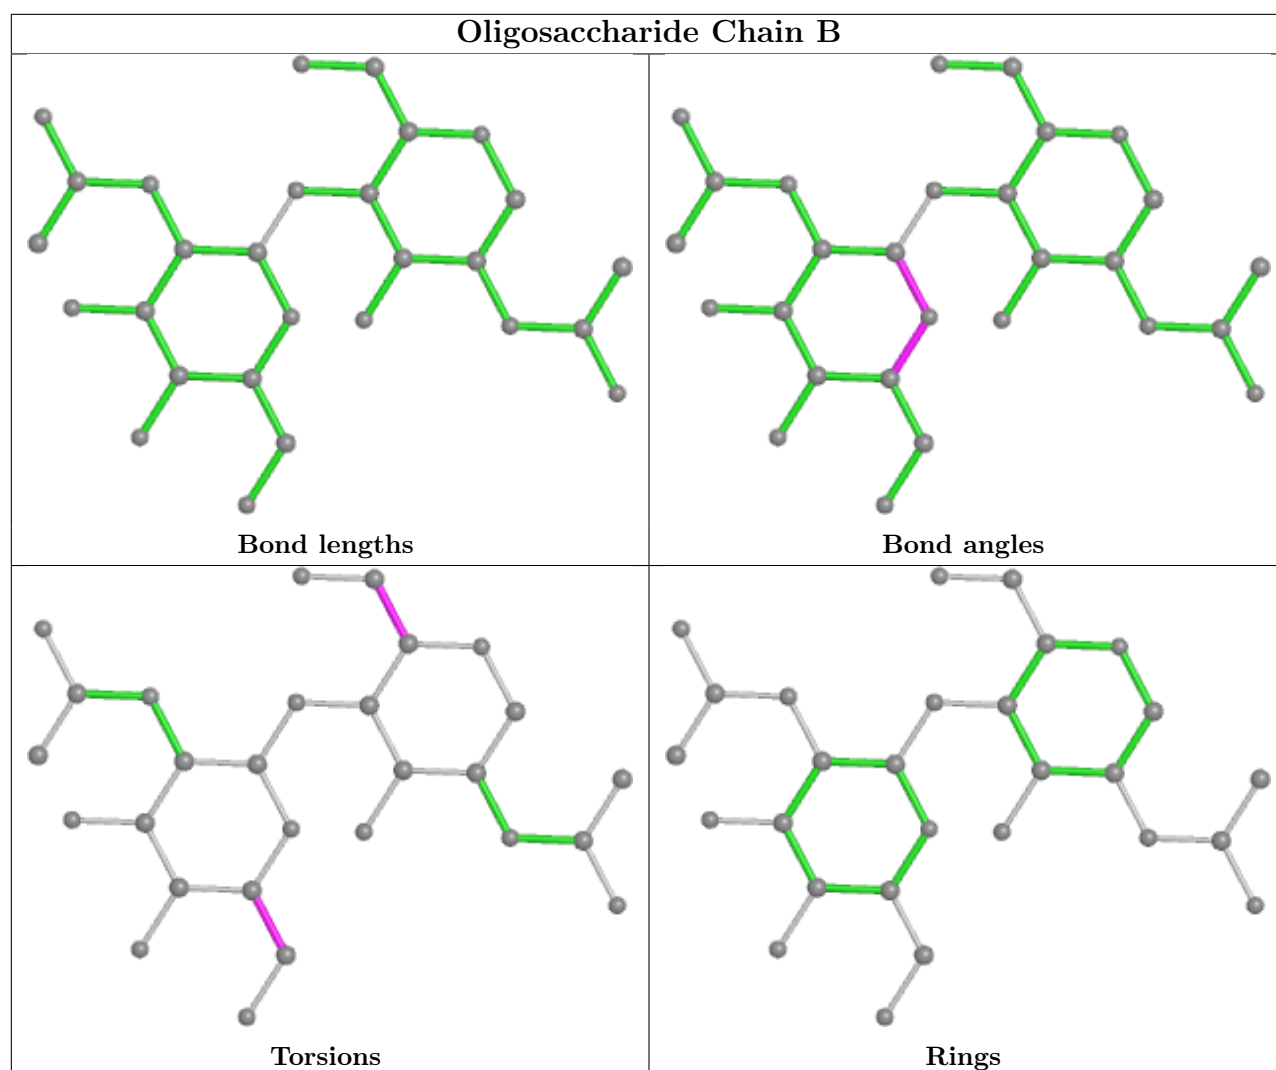 Oligosaccharide Chain B
Bond lengths
Bond angles
Torsions
Rings